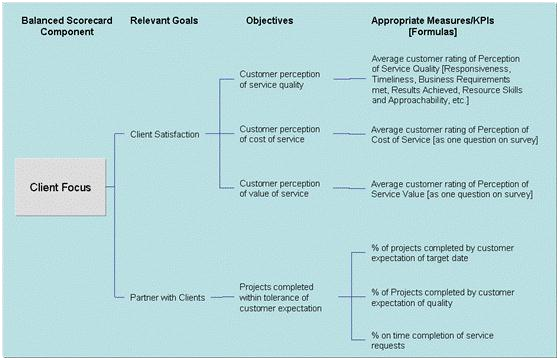 Balanced Scorecard
Component
Relevant Goals
Objectives
Appropriate Measures/KPIs
[Formulas]
Client Focus
Client Satisfaction
Customer perception
of service quality
Average customer rating of Perception
of Service Quality [Responsiveness,
Timeliness, Business Requirements
met, Results Achieved, Resource Skills
and Approachability, etc.]
Customer perception
of cost of service
Average customer rating of Perception of
Cost of Service [as one question on survey]
Customer perception
of value of service
Average customer rating of Perception of
Service Value [as one question on survey]
Partner with Clients
Projects completed
within tolerance of
customer expectation
% of projects completed by customer
expectation of target date
% of Projects completed by customer
expectation of quality
% on time completion of service
requests